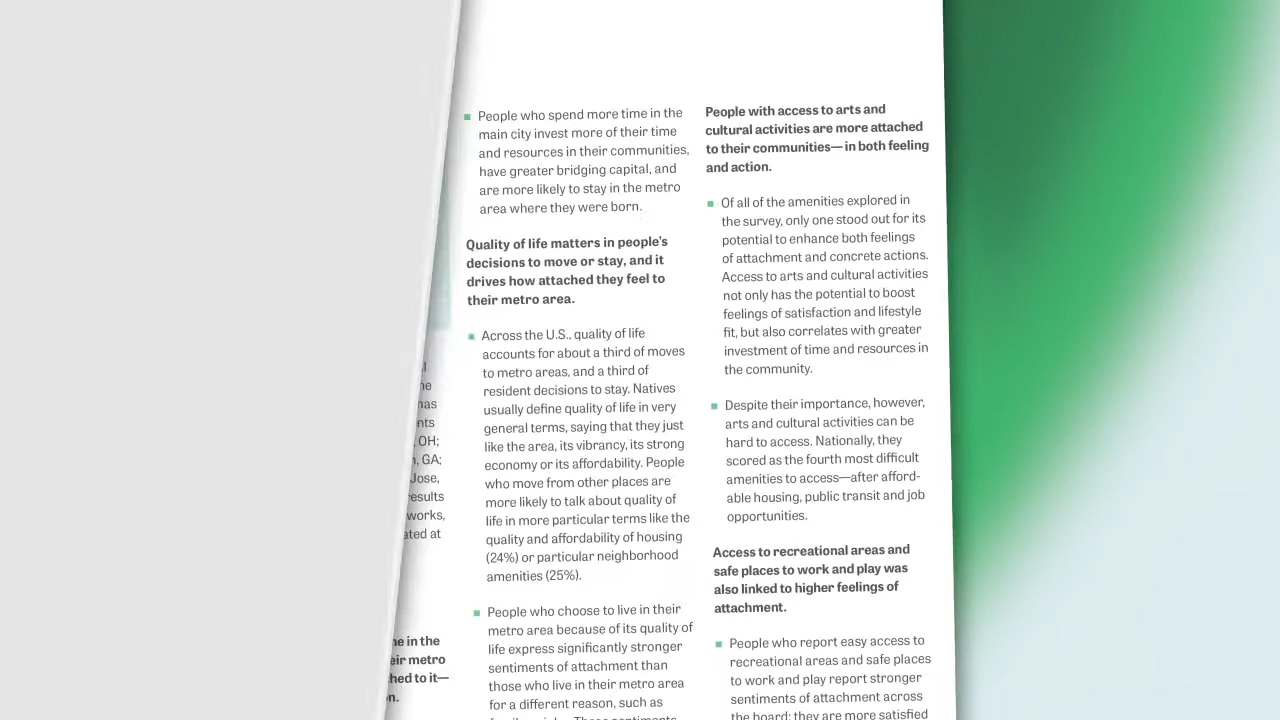 has
OH;
GA;
Jose,
at
in the
metro
to it—
People who spend more time in the
main city invest more of their time
and resources in their communities,
have greater bridging capital, and
are more likely to stay in the metro
area where they were born.
Quality of life matters in people's
decisions to move or stay, and it
drives how attached they feel to
their metro area.
Across the U.S., quality of life
accounts for about a third of moves
to metro areas, and a third of
resident decisions to stay. Natives
usually define quality of life in very
general terms, saying that they just
like the area, its vibrancy, its strong
economy or its affordability. People
who move from other places are
more likely to talk about quality of
life in more particular terms like the
quality and affordability of housing
(24%) or particular neighborhood
amenities (25%).
People who choose to live in their
metro area because of its quality of
life express significantly stronger
sentiments of attachment than
those who live in their metro area
for a different reason, such as
People with access to arts and
cultural activities are more attached
to their communities— in both feeling
and action.
Of all of the amenities explored in
the survey, only one stood out for its
potential to enhance both feelings
of attachment and concrete actions.
Access to arts and cultural activities
not only has the potential to boost
feelings of satisfaction and lifestyle
fit, but also correlates with greater
investment of time and resources in
the community.
Despite their importance, however,
arts and cultural activities can be
hard to access. Nationally, they
scored as the fourth most difficult
amenities to access—after afford-
able housing, public transit and job
opportunities.
Access to recreational areas and
safe places to work and play was
also linked to higher feelings of
attachment.
People who report easy access to
recreational areas and safe places
to work and play report stronger
sentiments of attachment across
the board: they are more satisfied